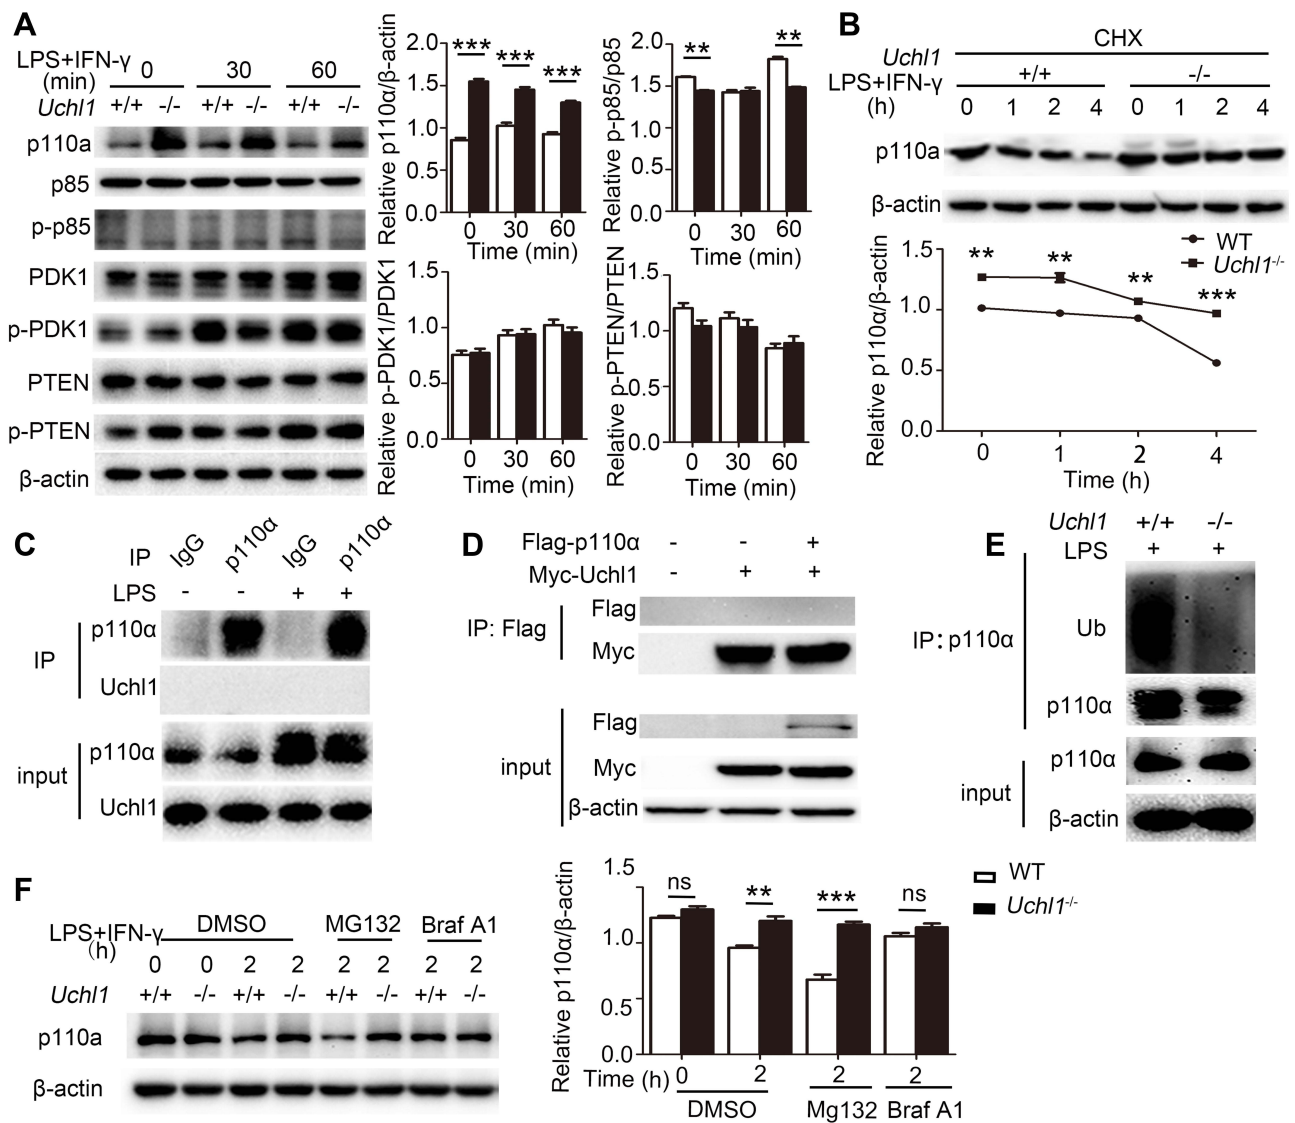 A
LPS+IFN-γ
(min)
0 30 60
Uchl1 +/+ -/- +/+ -/- +/+ -/-
p110a
p85
p-p85
PDK1
p-PDK1
PTEN
p-PTEN
β-actin
Relative p110α/β-actin
2.0
1.5
1.0
0.5
0.0
*** *** ***
0 30 60
Time (min)
Relative p-p85/p85
2.0
1.5
1.0
0.5
0.0
** **
0 30 60
Time (min)
Relative p-PDK1/PDK1
1.5
1.0
0.5
0.0
0 30 60
Time (min)
Relative p-PTEN/PTEN
1.5
1.0
0.5
0.0
0 30 60
Time (min)
B
CHX
Uchl1 +/+ -/-
LPS+IFN-γ
(h) 0 1 2 4 0 1 2 4
p110a
β-actin
Relative p110α/β-actin
1.5
1.0
0.5
0.0
WT
Uchl1-/-
** ** ** ***
0 1 2 4
Time (h)
C
IP IgG p110α IgG p110α
LPS - - + +
IP
p110α
Uchl1
input
p110α
Uchl1
D
Flag-p110α - - +
Myc-Uchl1 - + +
IP: Flag
Flag
Myc
input
Flag
Myc
β-actin
E
Uchl1 +/+ -/-
LPS + +
IP: p110α
Ub
p110α
input
p110α
β-actin
F
LPS+IFN-γ DMSO MG132 Braf A1
(h)
0 0 2 2 2 2 2 2
Uchl1 +/+ -/- +/+ -/- +/+ -/- +/+ -/-
p110a
β-actin
Relative p110α/β-actin
1.5
1.0
0.5
0.0
ns ** *** ns
WT
Uchl1-/-
Time (h) 0 2 2 2
DMSO Mg132 Braf A1